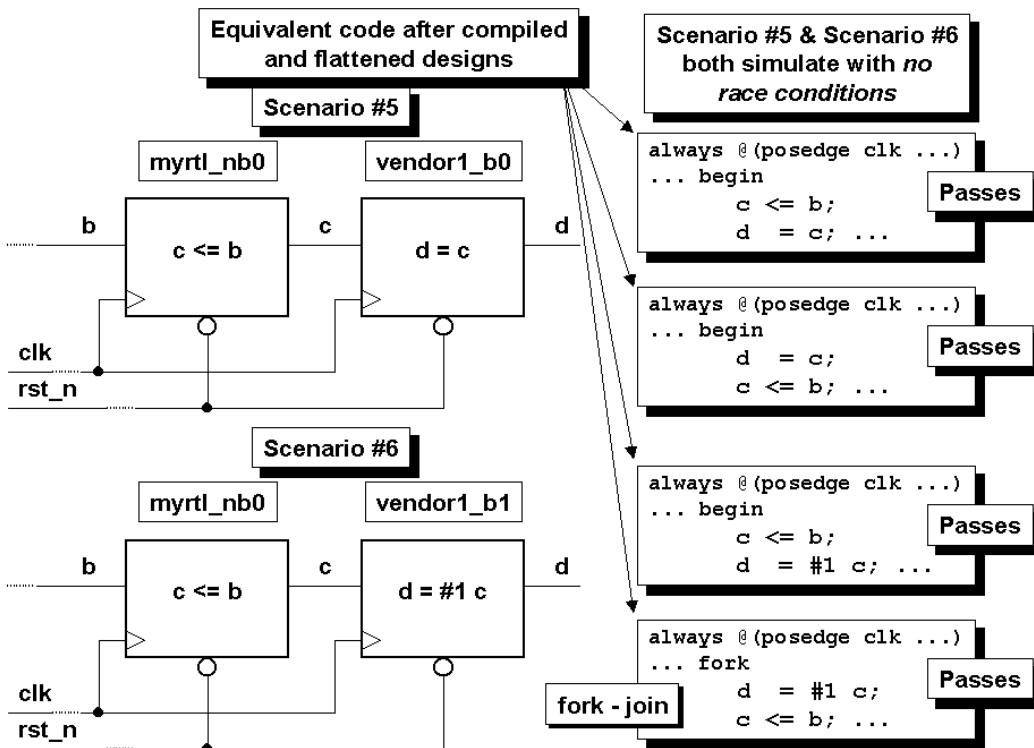 Equivalent code after compiled
and flattened designs
Scenario #5 & Scenario #6
both simulate with no
race conditions
Scenario #5
myrtl_nb0
vendor1_b0
b
c <= b
c
d = c
d
clk
rst_n
always @(posedge clk ...)
... begin
c <= b;
d = c; ...
Passes
always @(posedge clk ...)
... begin
d = c;
c <= b; ...
Passes
Scenario #6
myrtl_nb0
vendor1_b1
b
c <= b
c
d = #1 c
d
clk
rst_n
always @(posedge clk ...)
... begin
c <= b;
d = #1 c; ...
Passes
always @(posedge clk ...)
... fork
d = #1 c;
c <= b; ...
Passes
fork - join